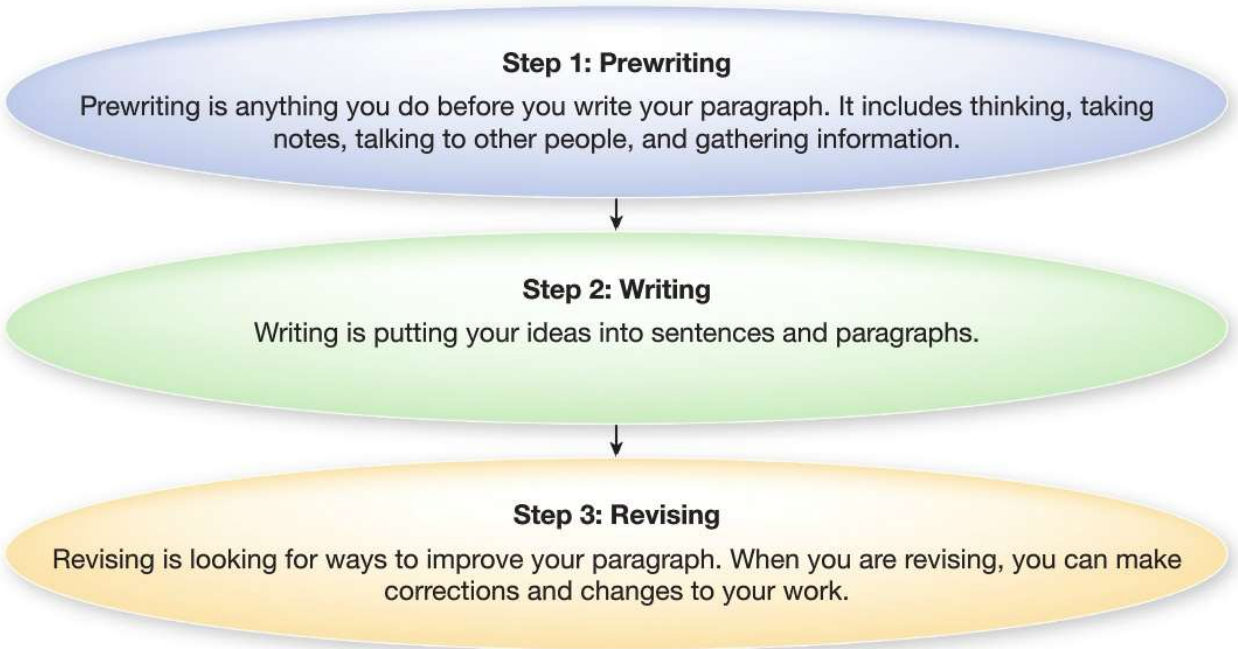 Step 1: Prewriting
Prewriting is anything you do before you write your paragraph. It includes thinking, taking
notes, talking to other people, and gathering information.
Step 2: Writing
Writing is putting your ideas into sentences and paragraphs.
Step 3: Revising
Revising is looking for ways to improve your paragraph. When you are revising, you can make
corrections and changes to your work.